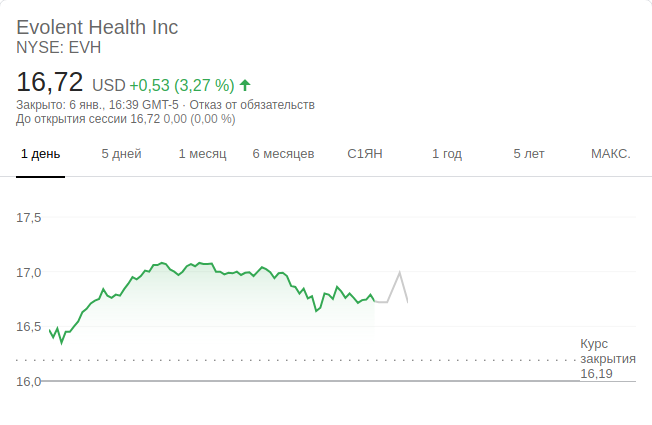 Evolent Health Inc
NYSE: EVH
16,72 USD +0,53 (3,27 %)
Закрыто: 6 янв., 16:39 GMT-5 · Отказ от обязательств
До открытия сессии 16,72 0,00 (0,00 %)
1 день 5 дней 1 месяц 6 месяцев С1ЯН 1 год 5 лет МАКС.
17,5
17,0
16,5
Курс
закрытия
16,19
16,0